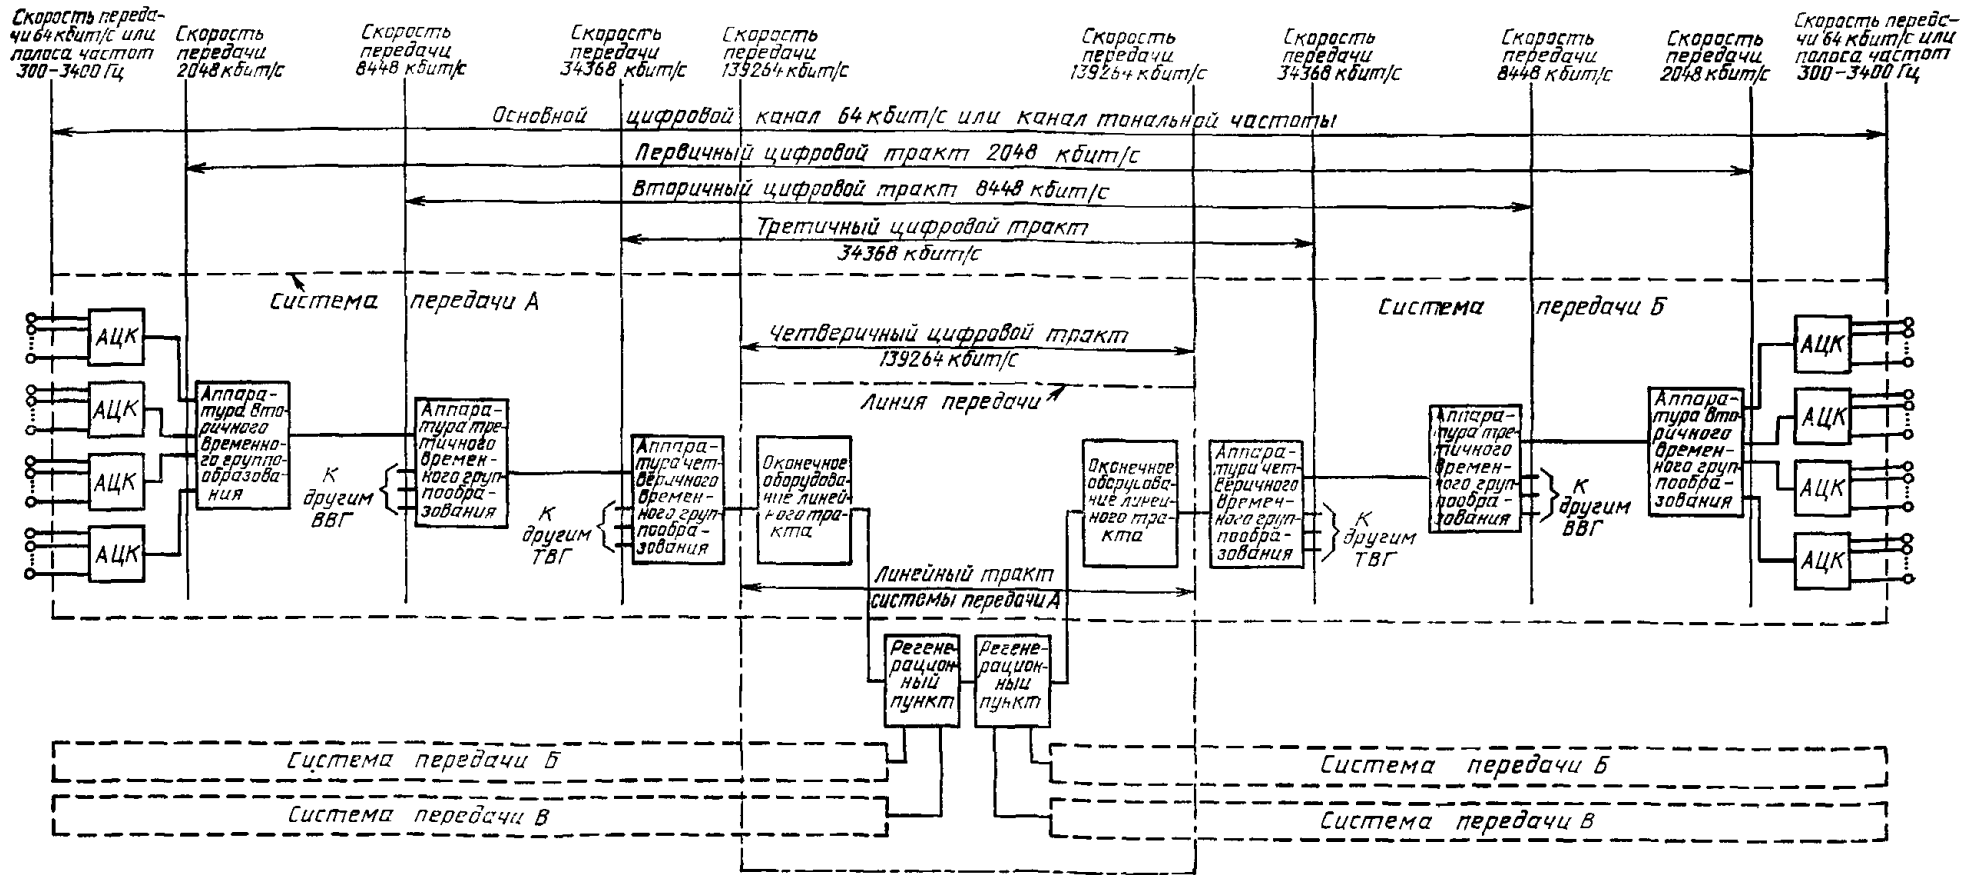 Скорость переда-
чи 64 кбит/с или
полоса частот
300-3400 Гц
Скорость
передачи
2048 кбит/с
Скорость
передачи
8448 кбит/с
Скорость
передачи
34368 кбит/с
Скорость
передачи
139264 кбит/с
Скорость
передачи
139264 кбит/с
Скорость
передачи
34368 кбит/с
Скорость
передачи
8448 кбит/с
Скорость
передачи
2048 кбит/с
Скорость передс-
чи 64 кбит/с или
полоса частот
300-3400 Гц
Основной цифровой канал 64 кбит/с или канал тональной частоты
Первичный цифровой тракт 2048 кбит/с
Вторичный цифровой тракт 8448 кбит/с
Третичный цифровой тракт
34368 кбит/с
Система передачи А
Система передачи Б
Четверичный цифровой тракт
139264 кбит/с
Линия передачи
АЦК
АЦК
АЦК
АЦК
Аппара-
тура вто-
ричного
временно-
го группо-
образова-
ния
Аппара-
тура тре-
тичного
времен-
ного груп-
пообра-
зования
К
другим
ВВГ
Аппара-
тура чет-
веричного
времен-
ного груп-
пообра-
зования
К
другим
ТВГ
Оконечное
оборудова-
ние линей-
ного тра-
кта
Линейный тракт
системы передачи А
Оконечное
оборудова-
ние линей-
ного тра-
кта
Аппара-
тура чет-
веричного
времен-
ного груп-
пообра-
зования
К
другим
ТВГ
Аппара-
тура тре-
тичного
времен-
ного груп-
пообра-
зования
К
другим
ВВГ
Аппара-
тура вто-
ричного
времен-
ного груп-
пообра-
зования
АЦК
АЦК
АЦК
АЦК
Регене-
рацион-
ный
пункт
Регене-
рацион-
ный
пункт
Система передачи Б
Система передачи В
Система передачи Б
Система передачи В